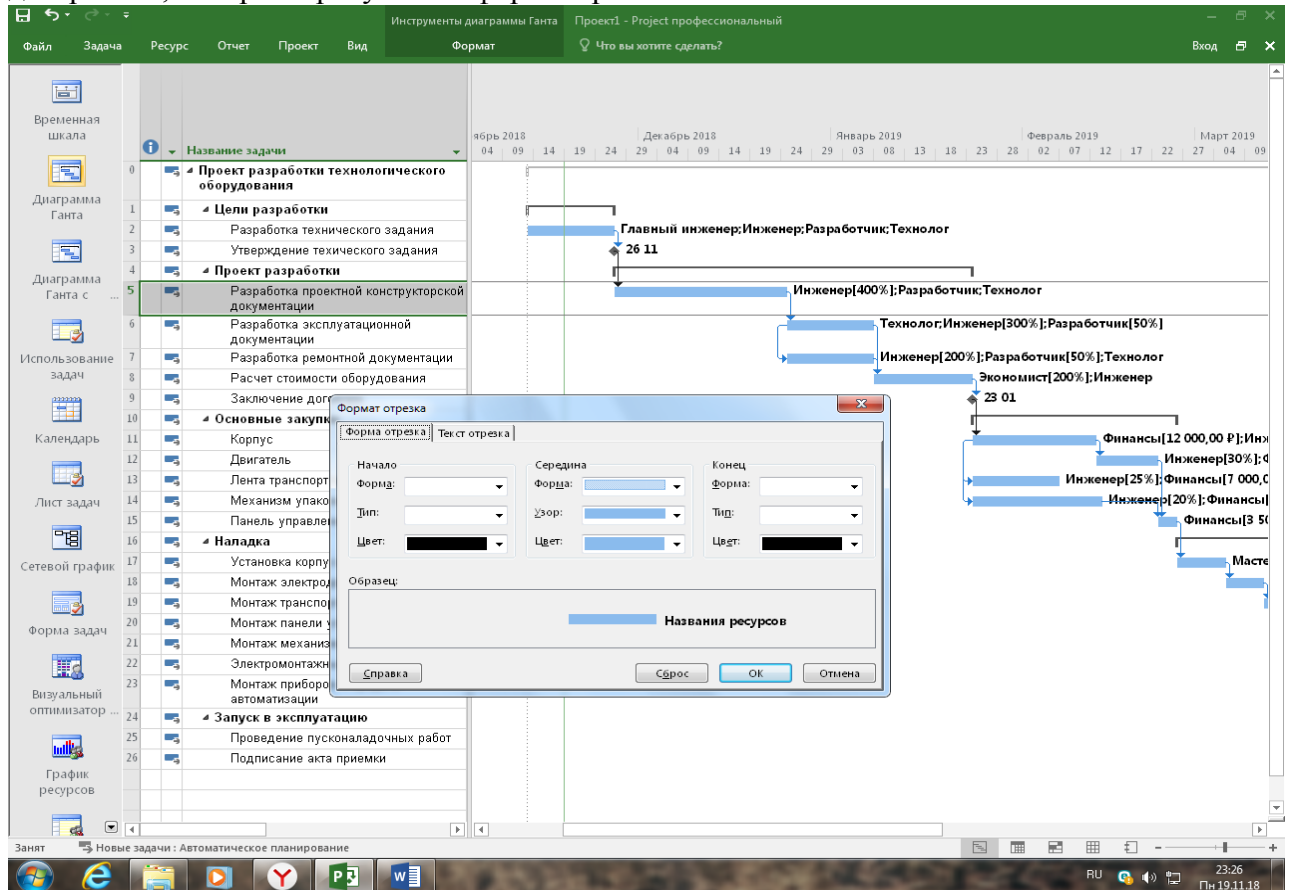 Инструменты диаграммы Ганта
Проект1 - Project профессиональный
Файл Задача Ресурс Отчет Проект Вид Формат Что вы хотите сделать? Вход
Временная шкала
Диаграмма Ганта
Диаграмма Ганта с ...
Использование задач
Календарь
Лист задач
Сетевой график
Форма задач
Визуальный оптимизатор ...
График ресурсов
Название задачи
ябрь 2018 Декабрь 2018 Январь 2019 Февраль 2019 Март 2019
04 09 14 19 24 29 04 09 14 19 24 29 03 08 13 18 23 28 02 07 12 17 22 27 04 09
0 Проект разработки технологического оборудования
1 Цели разработки
2 Разработка технического задания Главный инженер;Инженер;Разработчик;Технолог
3 Утверждение техического задания 26 11
4 Проект разработки
5 Разработка проектной конструкторской документации Инженер[400%];Разработчик;Технолог
6 Разработка эксплуатационной документации Технолог;Инженер[300%];Разработчик[50%]
7 Разработка ремонтной документации Инженер[200%];Разработчик[50%];Технолог
8 Расчет стоимости оборудования Экономист[200%];Инженер
9 Заключение дого 23 01
10 Основные закупк
11 Корпус Финансы[12 000,00 ₽];Инж
12 Двигатель Инженер[30%];Ф
13 Лента транспорт Инженер[25%];Финансы[7 000,0
14 Механизм упако Инженер[20%];Финансы[
15 Панель управле Финансы[3 50
16 Наладка
17 Установка корпу Масте
18 Монтаж электрод
19 Монтаж транспо
20 Монтаж панели у
21 Монтаж механиз
22 Электромонтажн
23 Монтаж приборо автоматизации
24 Запуск в эксплуатацию
25 Проведение пусконаладочных работ
26 Подписание акта приемки
Формат отрезка
Форма отрезка Текст отрезка
Начало Середина Конец
Форма: Форма: Форма:
Тип: Узор: Тип:
Цвет: Цвет: Цвет:
Образец:
Названия ресурсов
Справка Сброс ОК Отмена
Занят Новые задачи : Автоматическое планирование
RU 23:26
Пн 19.11.18